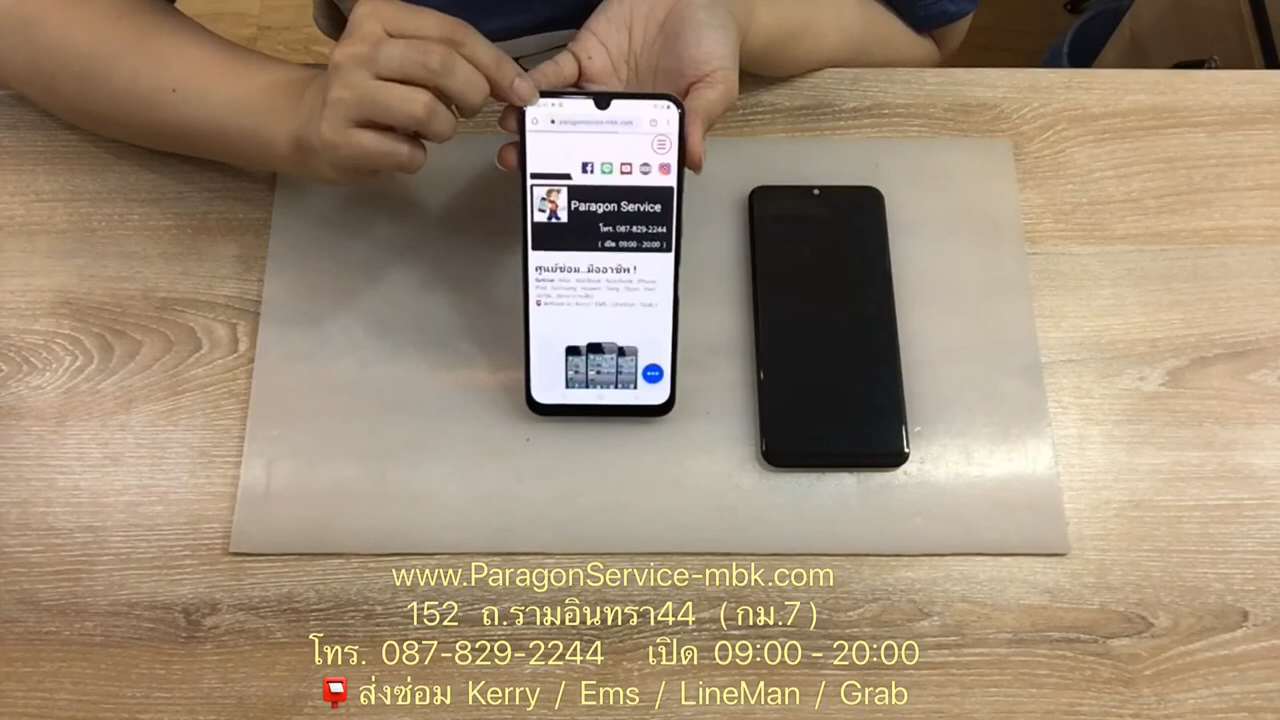 paragonservice-mbk.com
Paragon Service
โทร. 087-829-2244
( เปิด 09:00 - 20:00 )
ศูนย์ซ่อม...มืออาชีพ !
www.ParagonService-mbk.com
152 ถ.รามอินทรา44 (กม.7)
โทร. 087-829-2244 เปิด 09:00 - 20:00
📮 ส่งซ่อม Kerry / Ems / LineMan / Grab